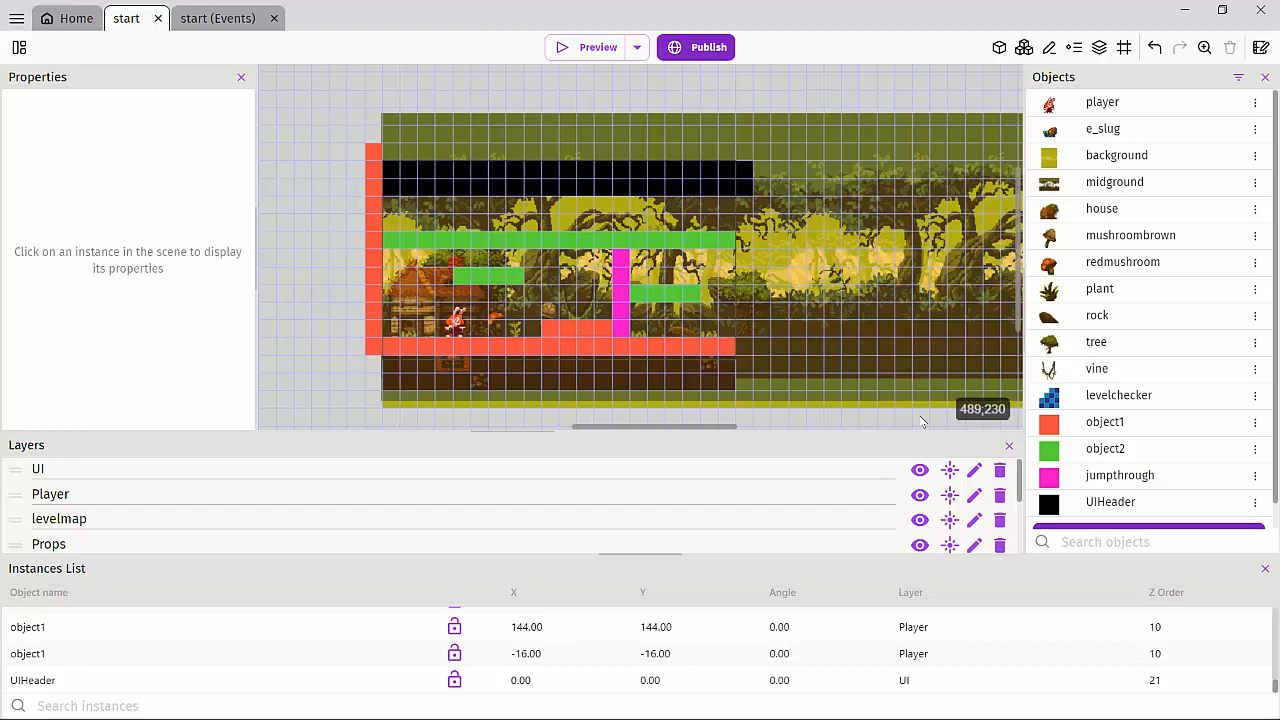 Home
start
start (Events)
Preview
Publish
Properties
Click on an instance in the scene to display
its properties
489;230
Objects
player
e_slug
background
midground
house
mushroombrown
redmushroom
plant
rock
tree
vine
levelchecker
object1
object2
jumpthrough
UIHeader
Search objects
Layers
UI
Player
levelmap
Props
Instances List
Object name X Y Angle Layer Z Order
object1 144.00 144.00 0.00 Player 10
object1 -16.00 -16.00 0.00 Player 10
UIHeader 0.00 0.00 0.00 UI 21
Search instances